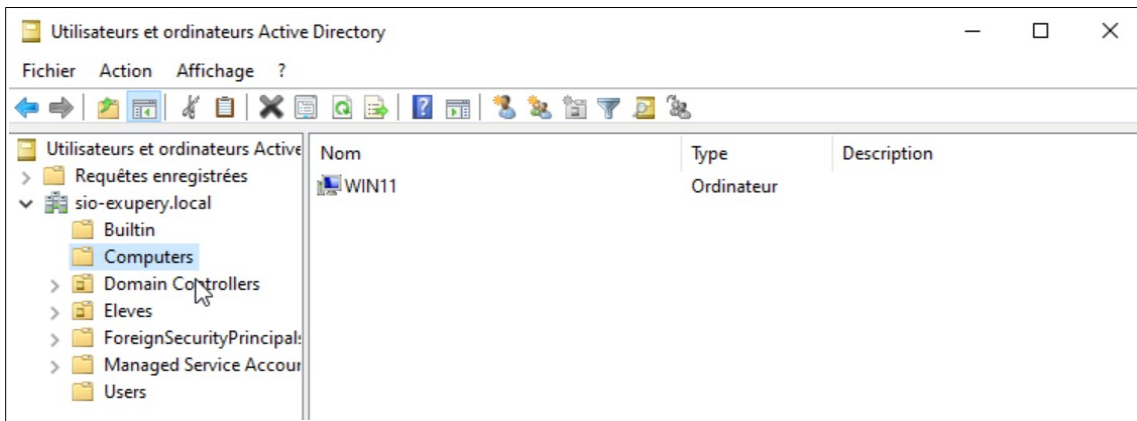 Utilisateurs et ordinateurs Active Directory
Fichier Action Affichage ?
Utilisateurs et ordinateurs Active
Requêtes enregistrées
sio-exupery.local
Builtin
Computers
Domain Controllers
Eleves
ForeignSecurityPrincipals
Managed Service Accour
Users
Nom Type Description
WIN11 Ordinateur